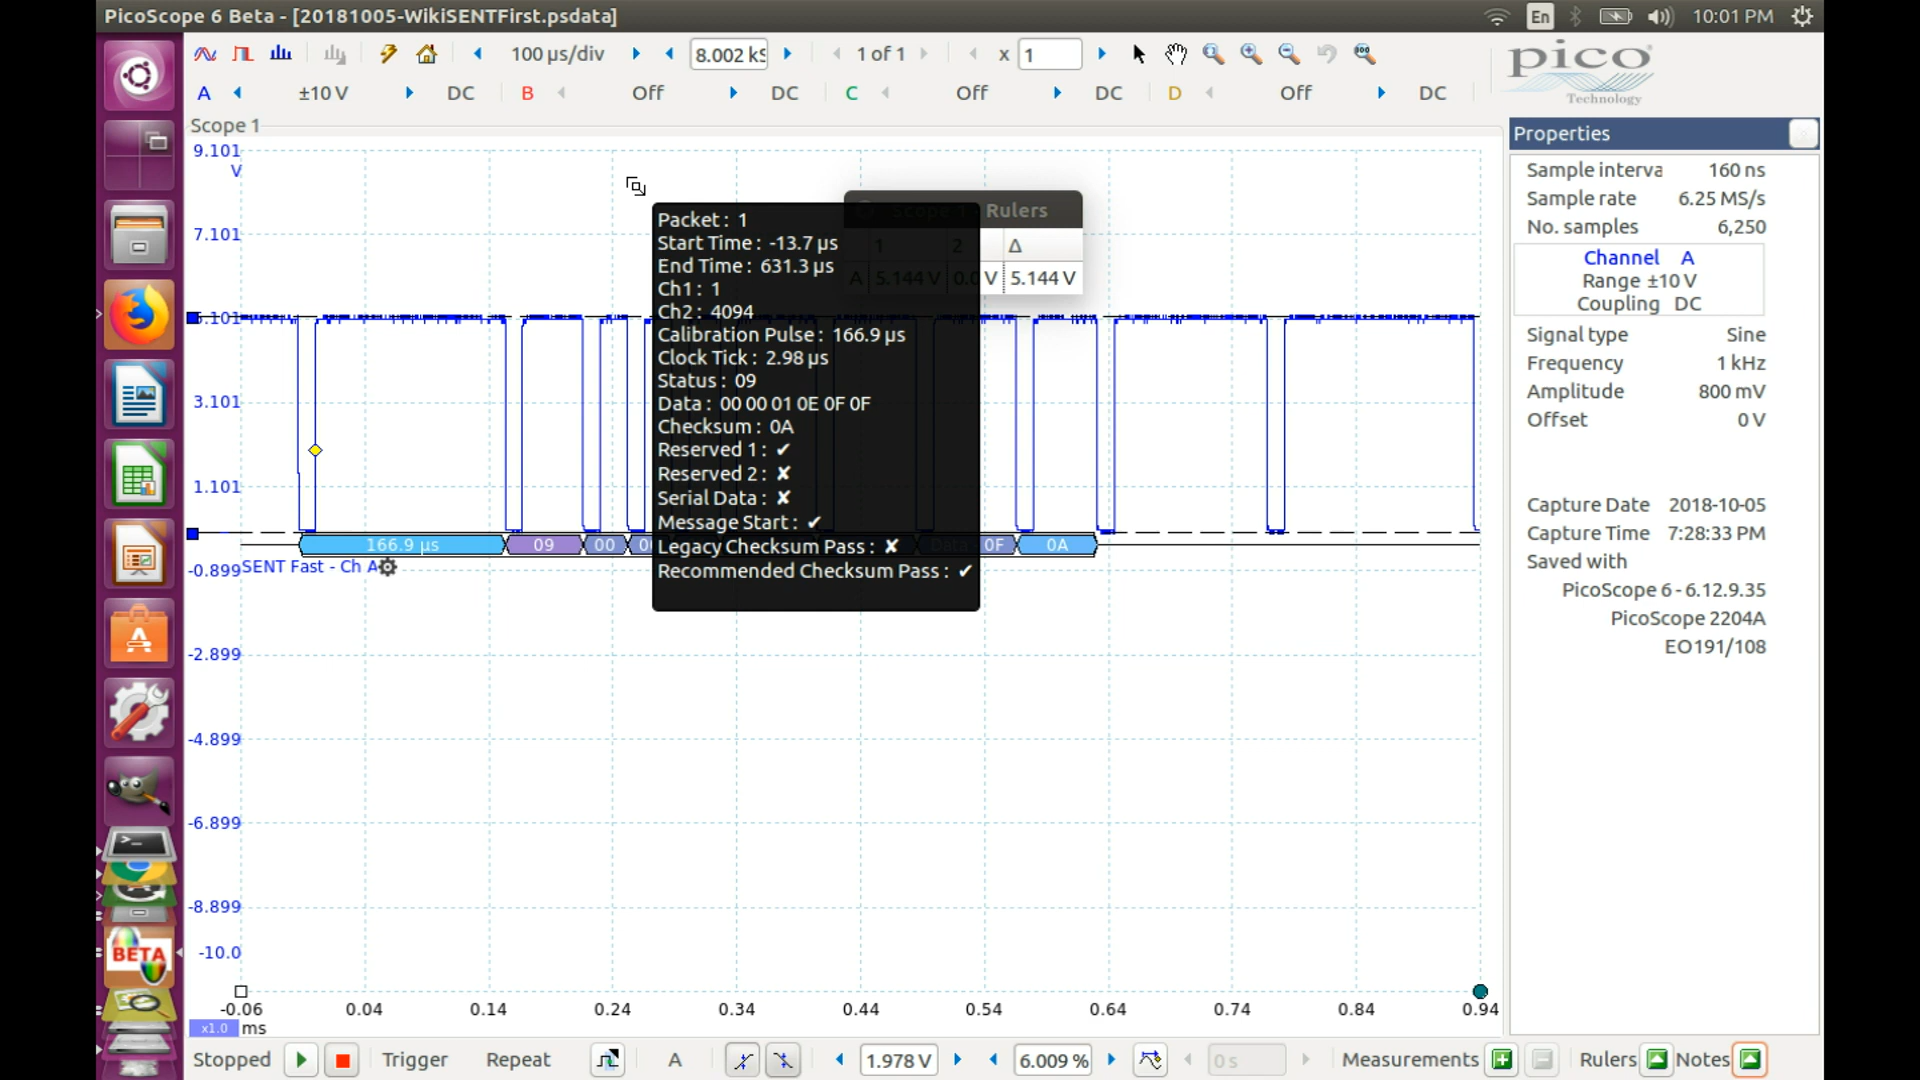 PicoScope 6 Beta - [20181005-WikiSENTFirst.psdata]
En
10:01 PM
100 µs/div
8.002 kS
1 of 1
x
1
pico
Technology
A
±10 V
DC
B
Off
DC
C
Off
DC
D
Off
DC
Scope 1
9.101
V
7.101
5.101
3.101
1.101
-0.899
-2.899
-4.899
-6.899
-8.899
-10.0
Rulers
1
2
Δ
A
5.144 V
0.0 V
5.144 V
Packet : 1
Start Time : -13.7 µs
End Time : 631.3 µs
Ch1 : 1
Ch2 : 4094
Calibration Pulse : 166.9 µs
Clock Tick : 2.98 µs
Status : 09
Data : 00 00 01 0E 0F 0F
Checksum : 0A
Reserved 1 : ✔
Reserved 2 : ✘
Serial Data : ✘
Message Start : ✔
Legacy Checksum Pass : ✘
Recommended Checksum Pass : ✔
166.9 µs
09
00
0F
0A
SENT Fast - Ch A
-0.06
0.04
0.14
0.24
0.34
0.44
0.54
0.64
0.74
0.84
0.94
x1.0
ms
Properties
Sample interva 160 ns
Sample rate 6.25 MS/s
No. samples 6,250
Channel A
Range ±10 V
Coupling DC
Signal type Sine
Frequency 1 kHz
Amplitude 800 mV
Offset 0 V
Capture Date 2018-10-05
Capture Time 7:28:33 PM
Saved with
PicoScope 6 - 6.12.9.35
PicoScope 2204A
EO191/108
BETA
Stopped
Trigger
Repeat
A
1.978 V
6.009 %
0 s
Measurements
Rulers
Notes